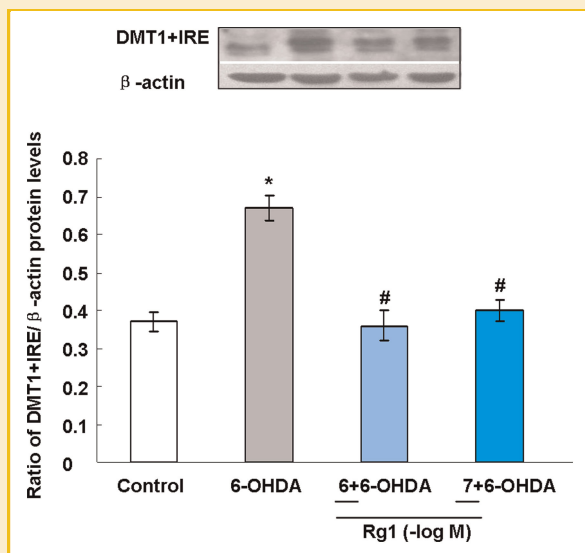 DMT1+IRE
β-actin
Ratio of DMT1+IRE/ β-actin protein levels
0.8
0.7
0.6
0.5
0.4
0.3
0.2
0.1
0
*
#
#
Control 6-OHDA 6+6-OHDA 7+6-OHDA
Rg1 (-log M)